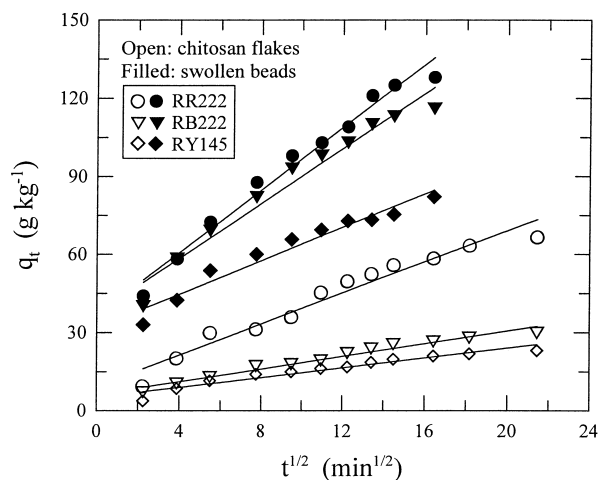 150
120
90
60
30
0
q_t (g kg⁻¹)
Open: chitosan flakes
Filled: swollen beads
RR222
RB222
RY145
0 4 8 12 16 20 24
t^{1/2} (min^{1/2})